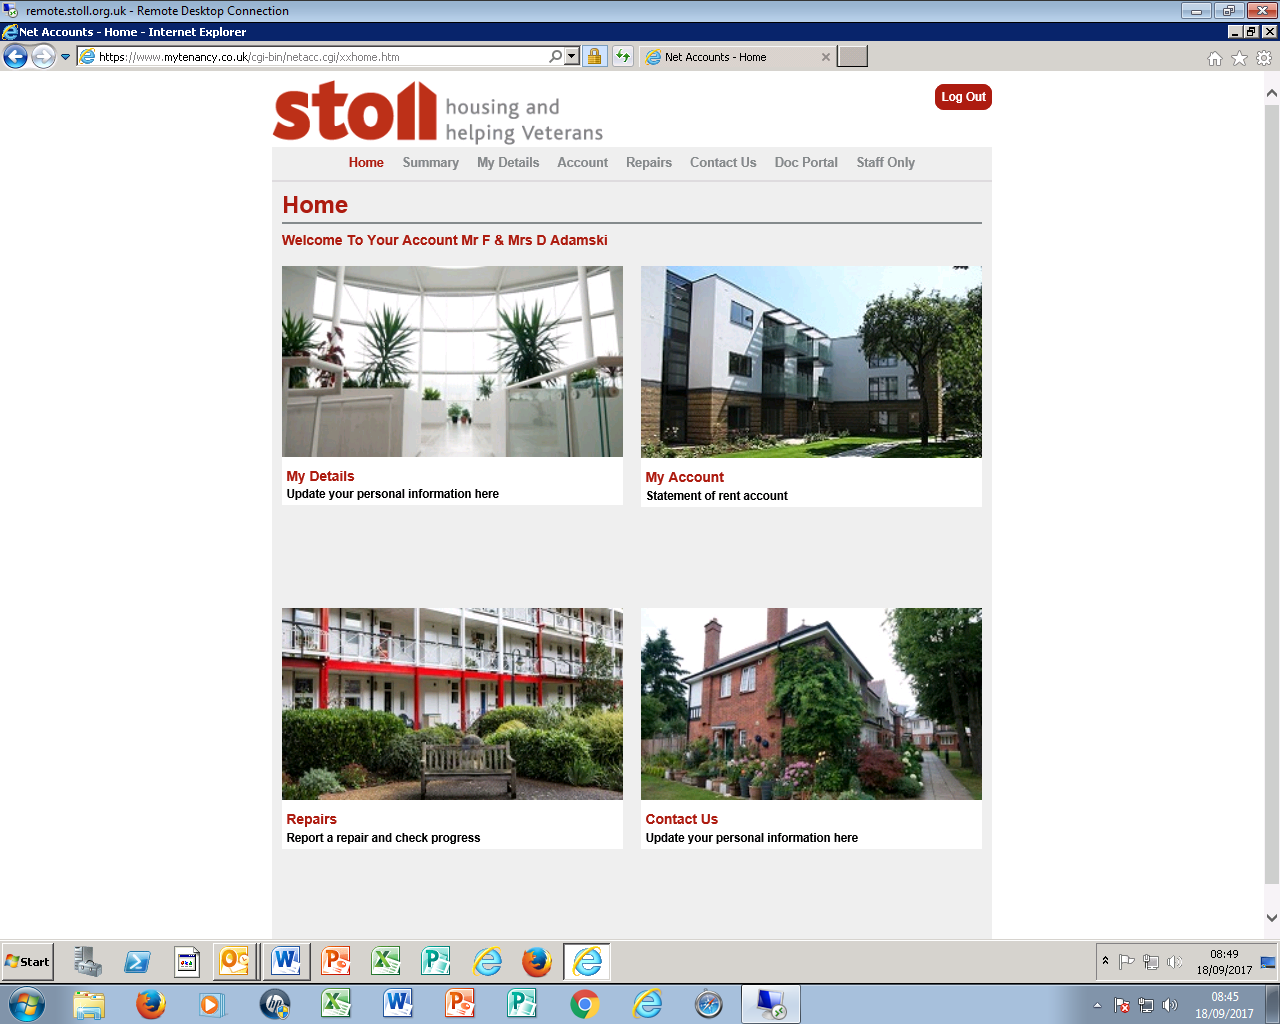 remote.stoll.org.uk - Remote Desktop Connection
Net Accounts - Home - Internet Explorer
https://www.mytenancy.co.uk/cgi-bin/netacc.cgi/xxhome.htm
Net Accounts - Home
stoll housing and
helping Veterans
Log Out
Home Summary My Details Account Repairs Contact Us Doc Portal Staff Only
Home
Welcome To Your Account Mr F & Mrs D Adamski
My Details
Update your personal information here
My Account
Statement of rent account
Repairs
Report a repair and check progress
Contact Us
Update your personal information here
Start
08:49
18/09/2017
08:45
18/09/2017